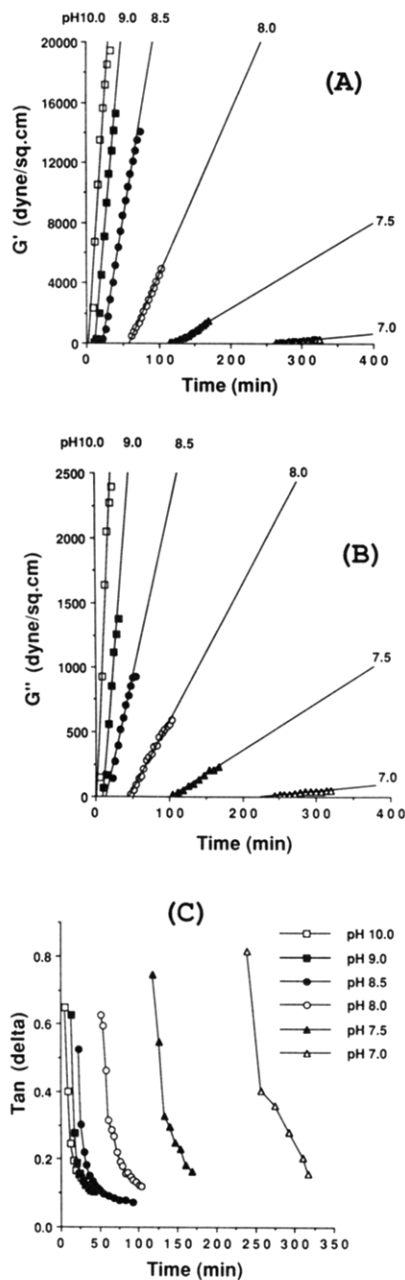 pH10.0 9.0 8.5 8.0
(A)
20000
16000
12000
8000
4000
0
G' (dyne/sq.cm)
7.5
7.0
0 100 200 300 400
Time (min)
pH10.0 9.0 8.5 8.0
(B)
2500
2000
1500
1000
500
0
G'' (dyne/sq.cm)
7.5
7.0
0 100 200 300 400
Time (min)
(C)
0.8
0.6
0.4
0.2
0.0
Tan (delta)
pH 10.0
pH 9.0
pH 8.5
pH 8.0
pH 7.5
pH 7.0
0 50 100 150 200 250 300 350
Time (min)